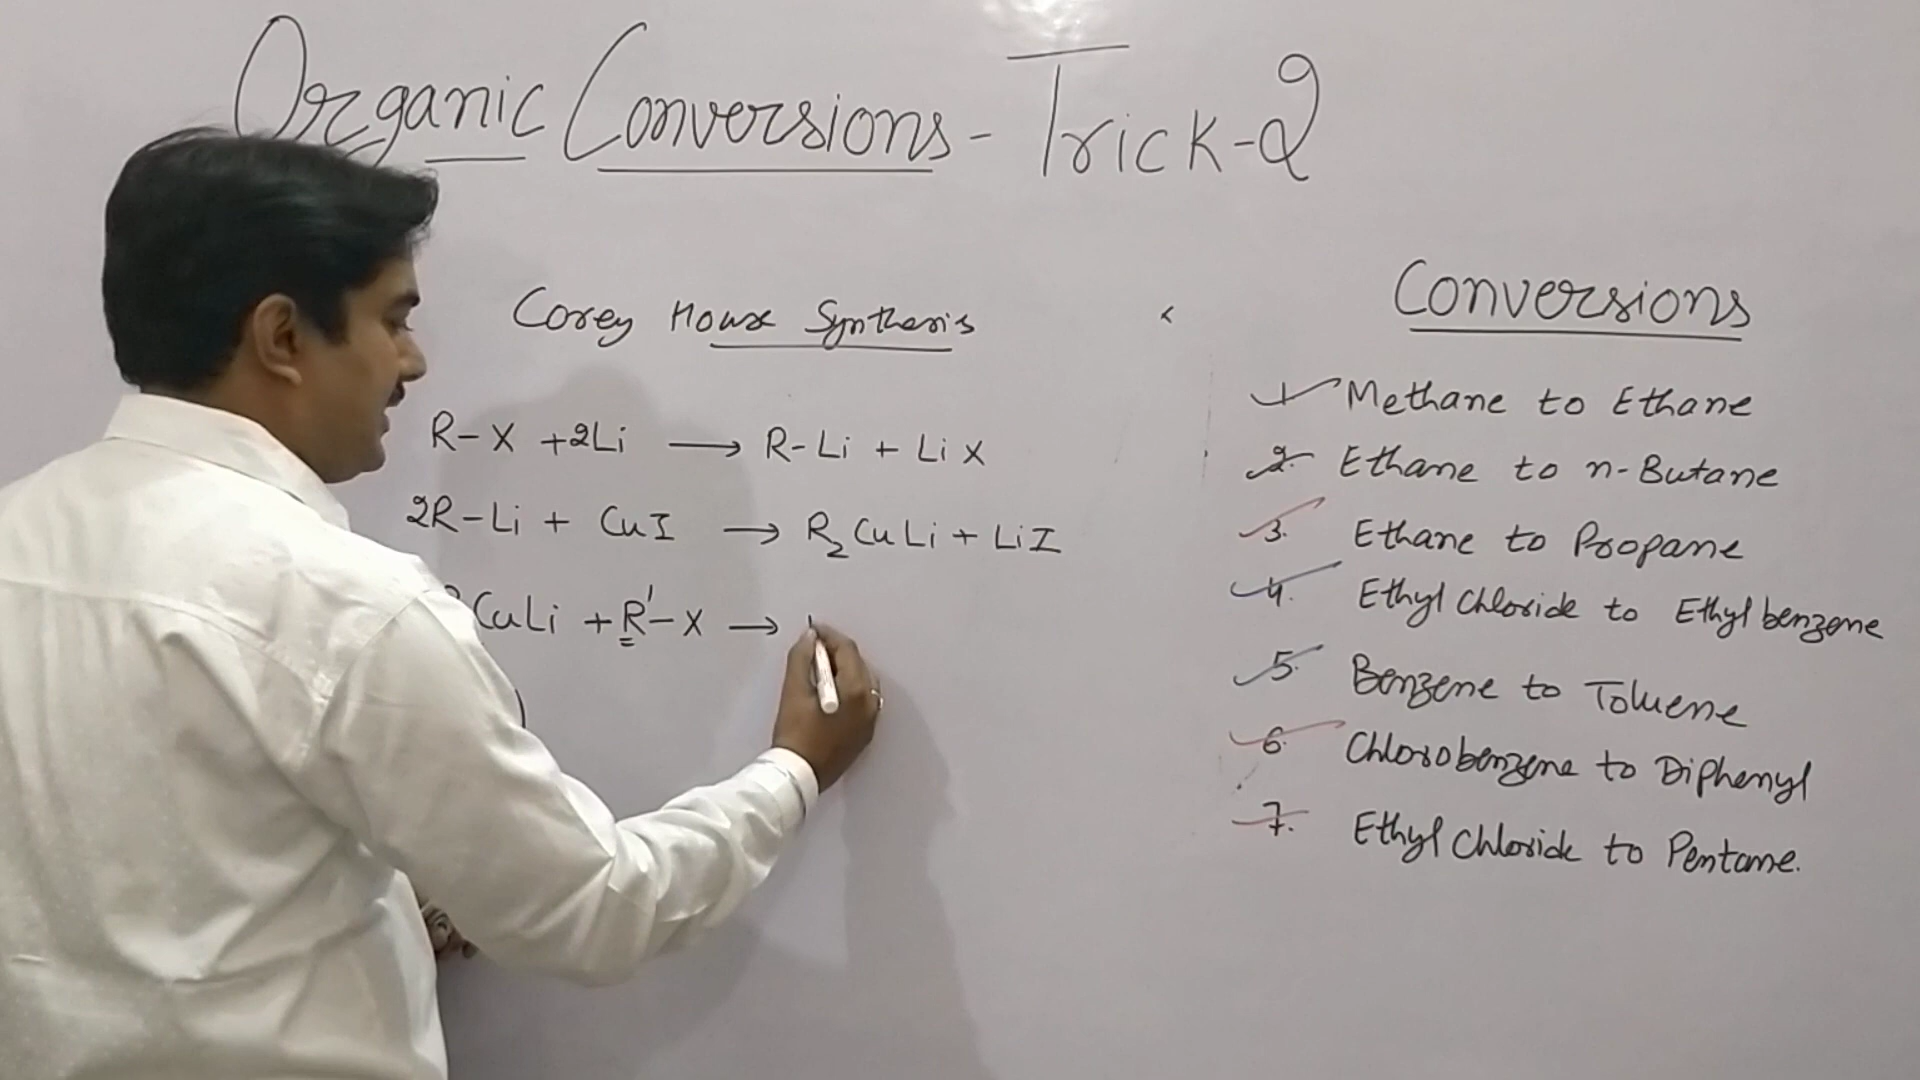 Organic Conversions - Trick-2
Corey House Synthesis
R-X +2Li → R-Li + LiX
2R-Li + CuI → R₂CuLi + LiI
CuLi + R'-X →
Conversions
1. Methane to Ethane
2. Ethane to n-Butane
3. Ethane to Propane
4. Ethyl Chloride to Ethyl benzene
5. Benzene to Toluene
6. Chlorobenzene to Diphenyl
7. Ethyl Chloride to Pentane.